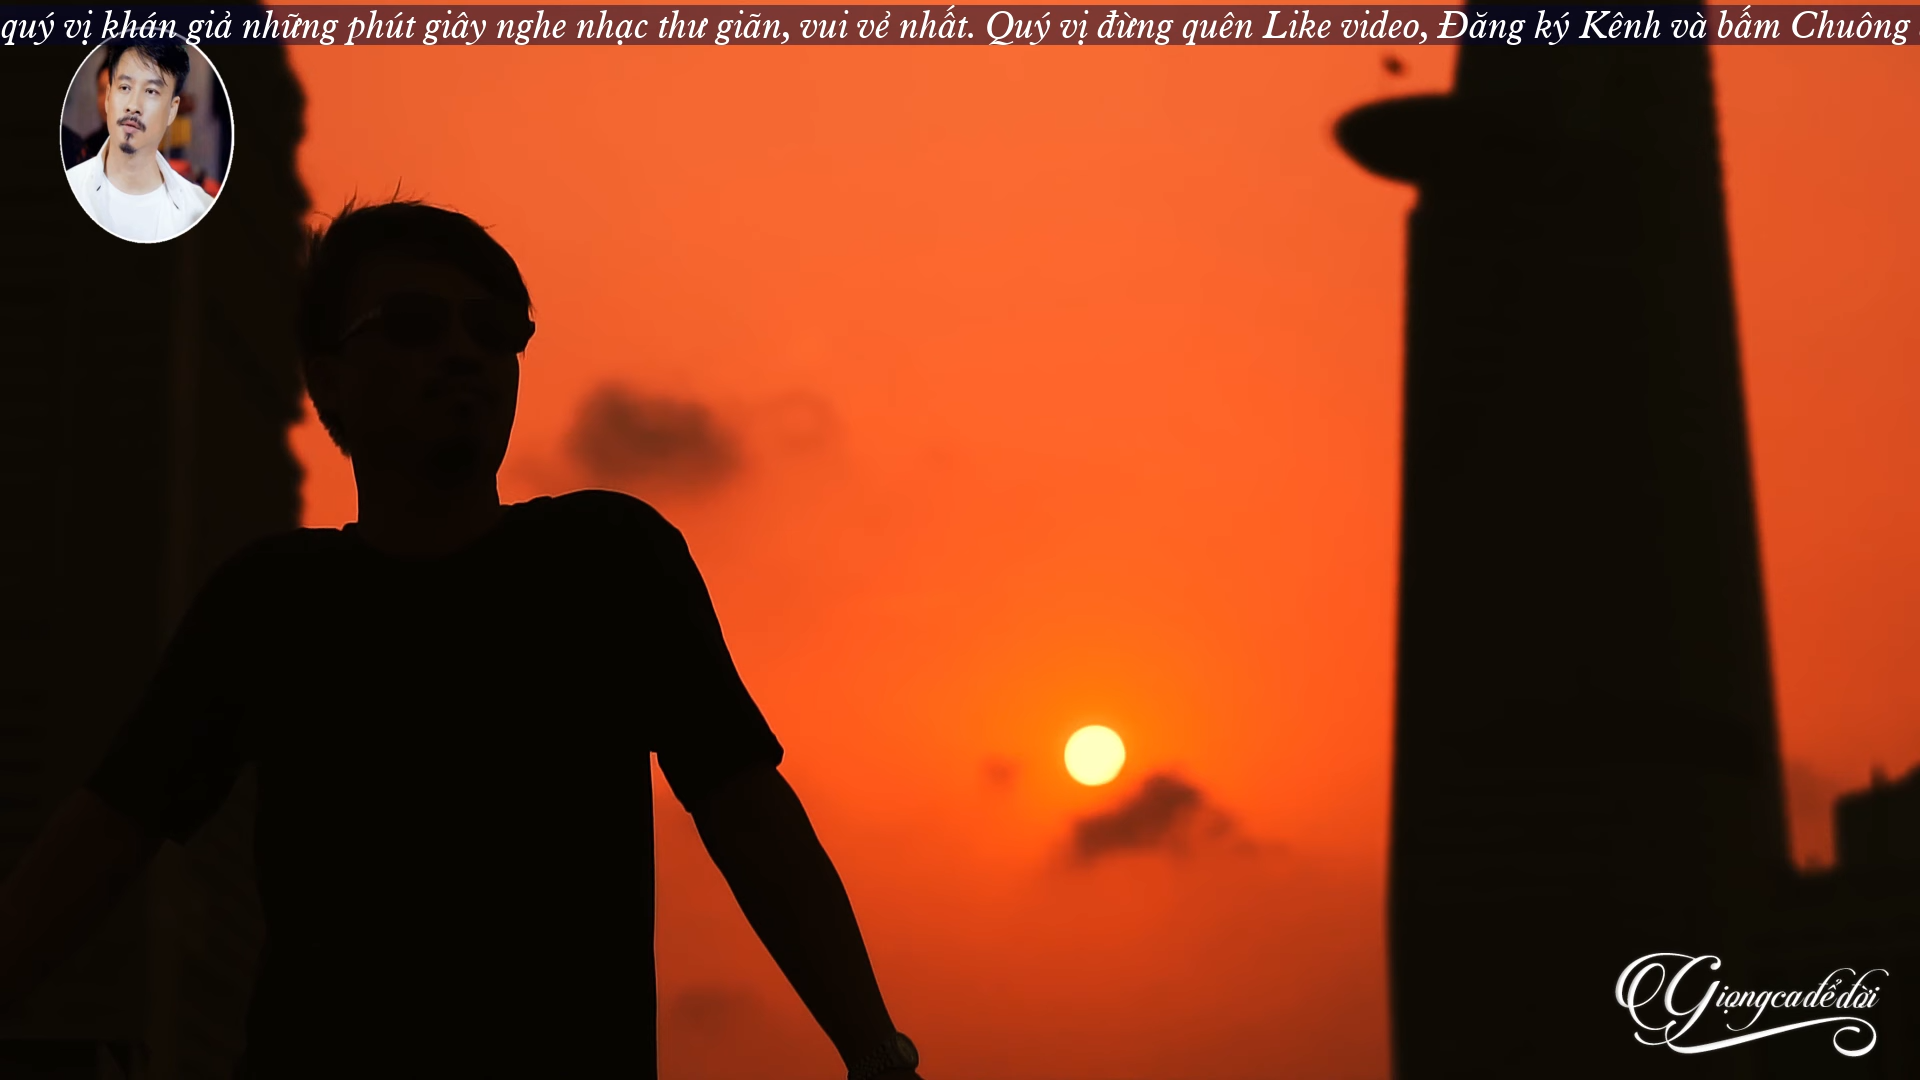 quý vị khán giả những phút giây nghe nhạc thư giãn, vui vẻ nhất. Quý vị đừng quên Like video, Đăng ký Kênh và bấm Chuông
Giọngcađểđời